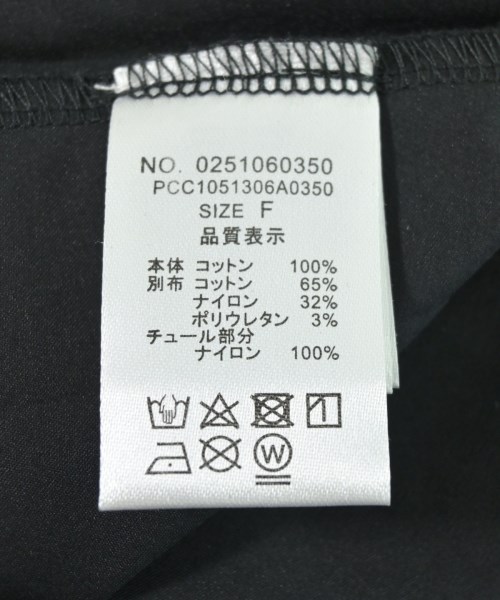 NO. 0251060350
PCC1051306A0350
SIZE F
品質表示
本体 コットン 100%
別布 コットン 65%
ナイロン 32%
ポリウレタン 3%
チュール部分
ナイロン 100%
W